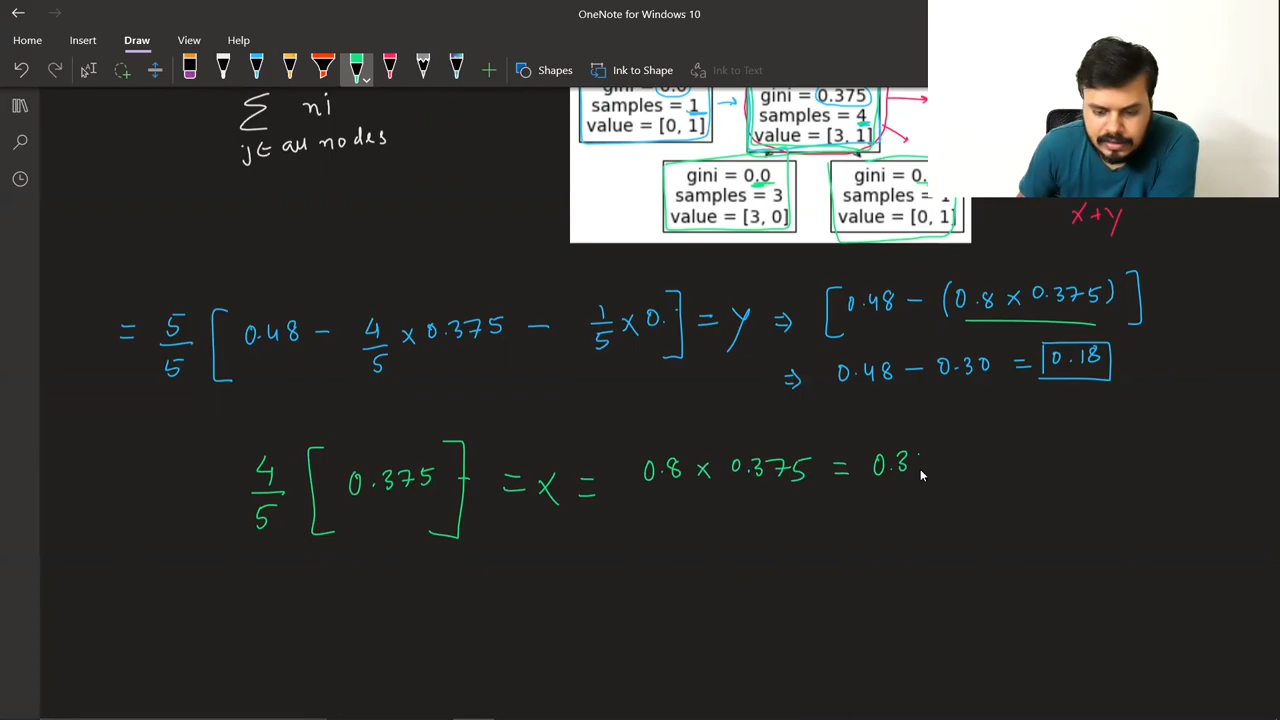 OneNote for Windows 10
Home Insert Draw View Help
Shapes Ink to Shape Ink to Text
∑ ni
j∈ all nodes
samples = 1
value = [0, 1]
gini = 0.375
samples = 4
value = [3, 1]
gini = 0.0
samples = 3
value = [3, 0]
gini = 0.
samples = 1
value = [0, 1]
x+y
= 5/5 [ 0.48 - 4/5 × 0.375 - 1/5 × 0. ] = y ⇒ [ 0.48 - (0.8 × 0.375) ]
⇒ 0.48 - 0.30 = 0.18
4/5 [ 0.375 ] = x = 0.8 × 0.375 = 0.3